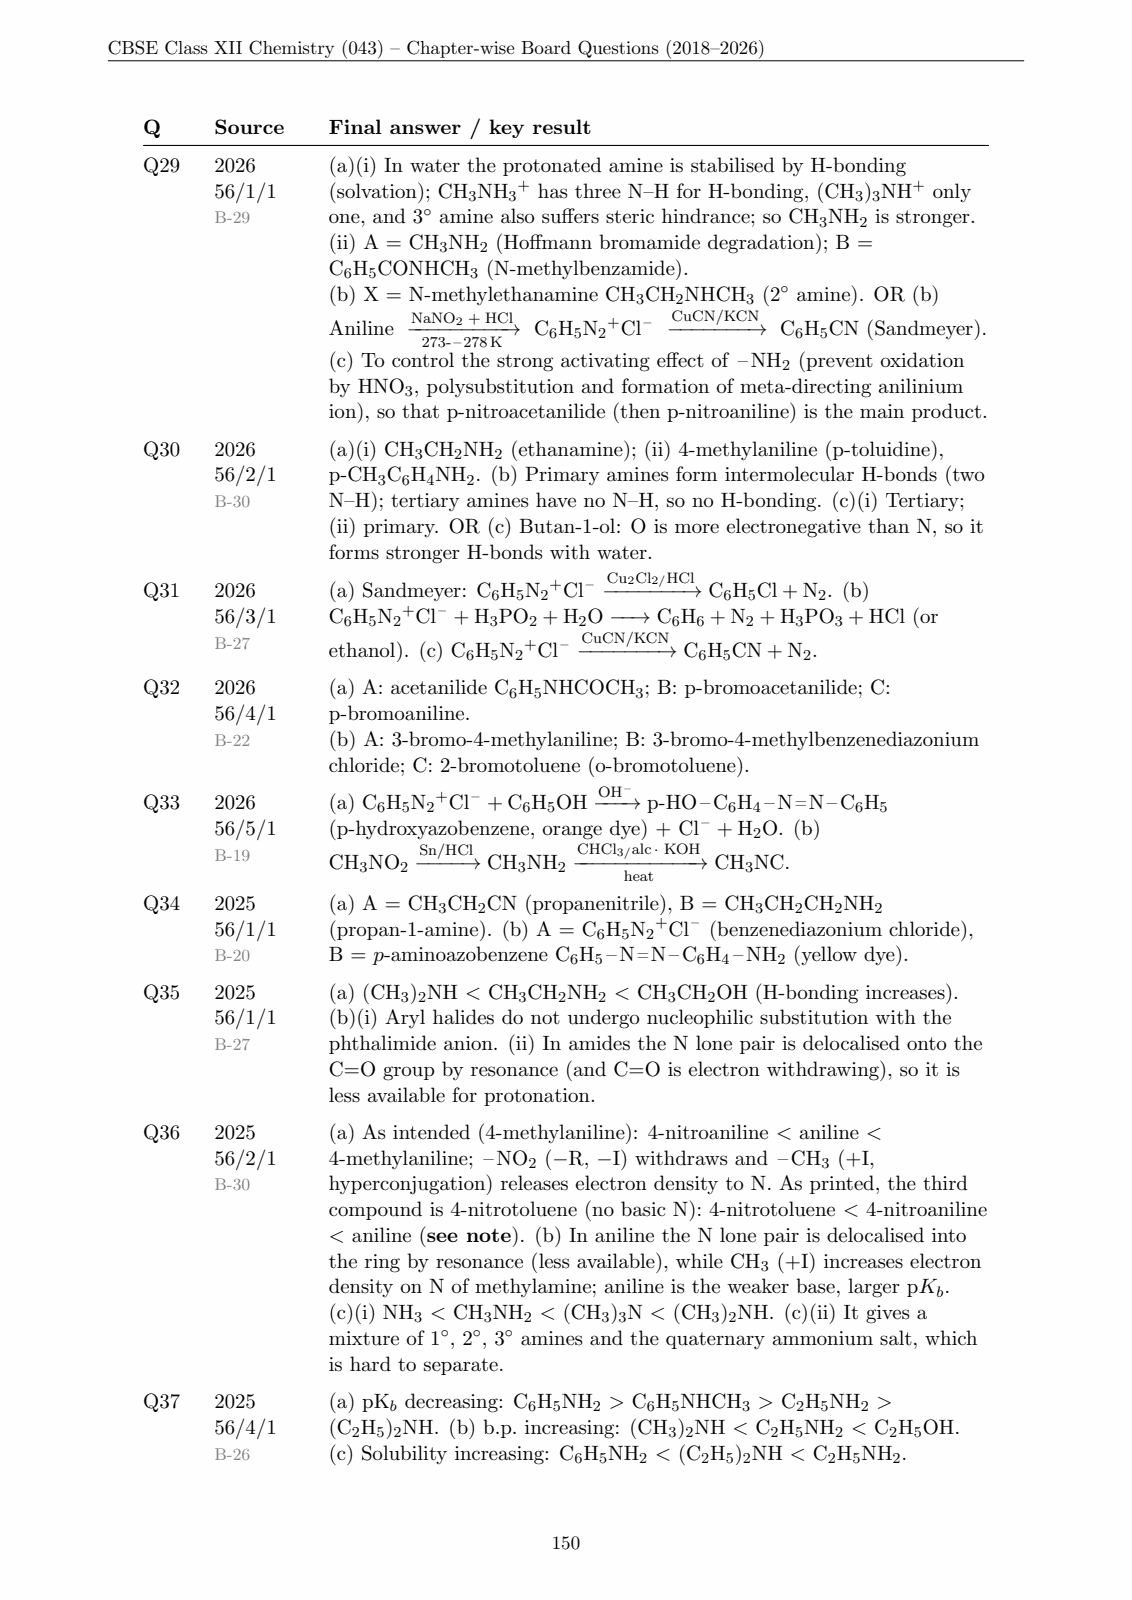 CBSE Class XII Chemistry (043) – Chapter-wise Board Questions (2018–2026)
Q Source Final answer / key result
Q29 2026 (a)(i) In water the protonated amine is stabilised by H-bonding
56/1/1 (solvation); CH₃NH₃⁺ has three N–H for H-bonding, (CH₃)₃NH⁺ only
B-29 one, and 3° amine also suffers steric hindrance; so CH₃NH₂ is stronger.
(ii) A = CH₃NH₂ (Hoffmann bromamide degradation); B =
C₆H₅CONHCH₃ (N-methylbenzamide).
(b) X = N-methylethanamine CH₃CH₂NHCH₃ (2° amine). OR (b)
NaNO₂ + HCl CuCN/KCN
Aniline ⟶ C₆H₅N₂⁺Cl⁻ ⟶ C₆H₅CN (Sandmeyer).
273-–278 K
(c) To control the strong activating effect of –NH₂ (prevent oxidation
by HNO₃, polysubstitution and formation of meta-directing anilinium
ion), so that p-nitroacetanilide (then p-nitroaniline) is the main product.
Q30 2026 (a)(i) CH₃CH₂NH₂ (ethanamine); (ii) 4-methylaniline (p-toluidine),
56/2/1 p-CH₃C₆H₄NH₂. (b) Primary amines form intermolecular H-bonds (two
B-30 N–H); tertiary amines have no N–H, so no H-bonding. (c)(i) Tertiary;
(ii) primary. OR (c) Butan-1-ol: O is more electronegative than N, so it
forms stronger H-bonds with water.
Cu₂Cl₂/HCl
Q31 2026 (a) Sandmeyer: C₆H₅N₂⁺Cl⁻ ⟶ C₆H₅Cl + N₂. (b)
56/3/1 C₆H₅N₂⁺Cl⁻ + H₃PO₂ + H₂O ⟶ C₆H₆ + N₂ + H₃PO₃ + HCl (or
CuCN/KCN
B-27 ethanol). (c) C₆H₅N₂⁺Cl⁻ ⟶ C₆H₅CN + N₂.
Q32 2026 (a) A: acetanilide C₆H₅NHCOCH₃; B: p-bromoacetanilide; C:
56/4/1 p-bromoaniline.
B-22 (b) A: 3-bromo-4-methylaniline; B: 3-bromo-4-methylbenzenediazonium
chloride; C: 2-bromotoluene (o-bromotoluene).
OH⁻
Q33 2026 (a) C₆H₅N₂⁺Cl⁻ + C₆H₅OH ⟶ p-HO–C₆H₄–N=N–C₆H₅
56/5/1 (p-hydroxyazobenzene, orange dye) + Cl⁻ + H₂O. (b)
Sn/HCl CHCl₃/alc · KOH
B-19 CH₃NO₂ ⟶ CH₃NH₂ ⟶ CH₃NC.
heat
Q34 2025 (a) A = CH₃CH₂CN (propanenitrile), B = CH₃CH₂CH₂NH₂
56/1/1 (propan-1-amine). (b) A = C₆H₅N₂⁺Cl⁻ (benzenediazonium chloride),
B-20 B = p-aminoazobenzene C₆H₅–N=N–C₆H₄–NH₂ (yellow dye).
Q35 2025 (a) (CH₃)₂NH < CH₃CH₂NH₂ < CH₃CH₂OH (H-bonding increases).
56/1/1 (b)(i) Aryl halides do not undergo nucleophilic substitution with the
B-27 phthalimide anion. (ii) In amides the N lone pair is delocalised onto the
C=O group by resonance (and C=O is electron withdrawing), so it is
less available for protonation.
Q36 2025 (a) As intended (4-methylaniline): 4-nitroaniline < aniline <
56/2/1 4-methylaniline; –NO₂ (−R, −I) withdraws and –CH₃ (+I,
B-30 hyperconjugation) releases electron density to N. As printed, the third
compound is 4-nitrotoluene (no basic N): 4-nitrotoluene < 4-nitroaniline
< aniline (see note). (b) In aniline the N lone pair is delocalised into
the ring by resonance (less available), while CH₃ (+I) increases electron
density on N of methylamine; aniline is the weaker base, larger pK_b.
(c)(i) NH₃ < CH₃NH₂ < (CH₃)₃N < (CH₃)₂NH. (c)(ii) It gives a
mixture of 1°, 2°, 3° amines and the quaternary ammonium salt, which
is hard to separate.
Q37 2025 (a) pK_b decreasing: C₆H₅NH₂ > C₆H₅NHCH₃ > C₂H₅NH₂ >
56/4/1 (C₂H₅)₂NH. (b) b.p. increasing: (CH₃)₂NH < C₂H₅NH₂ < C₂H₅OH.
B-26 (c) Solubility increasing: C₆H₅NH₂ < (C₂H₅)₂NH < C₂H₅NH₂.
150